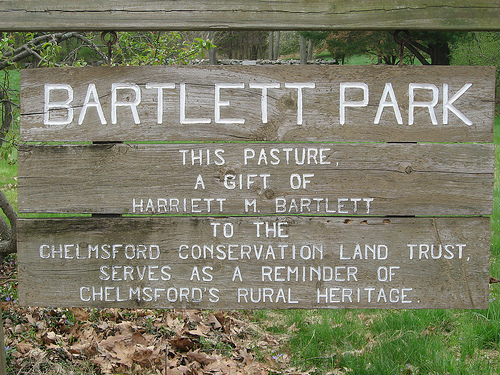 BARTLETT PARK
THIS PASTURE,
A GIFT OF
HARRIETT M. BARTLETT
TO THE
CHELMSFORD CONSERVATION LAND TRUST,
SERVES AS A REMINDER OF
CHELMSFORD'S RURAL HERITAGE.